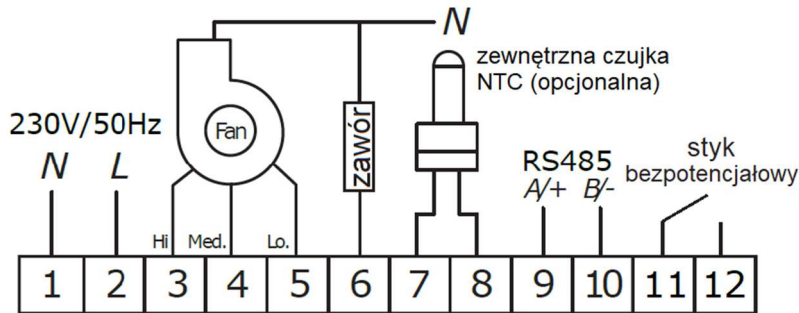 N
zewnętrzna czujka
NTC (opcjonalna)
230V/50Hz
N L
Fan
zawór
RS485
A/+ B/-
styk
bezpotencjałowy
Hi Med. Lo.
1 2 3 4 5 6 7 8 9 10 11 12